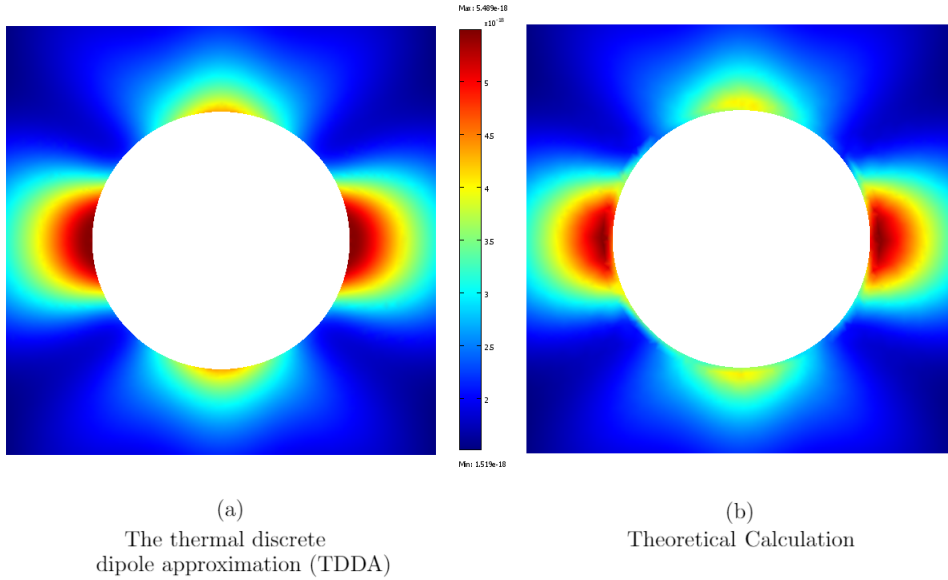 Max: 5.489e-18
x10⁻¹⁸
5
4.5
4
3.5
3
2.5
2
Min: 1.519e-18
(a)
The thermal discrete
dipole approximation (TDDA)
(b)
Theoretical Calculation